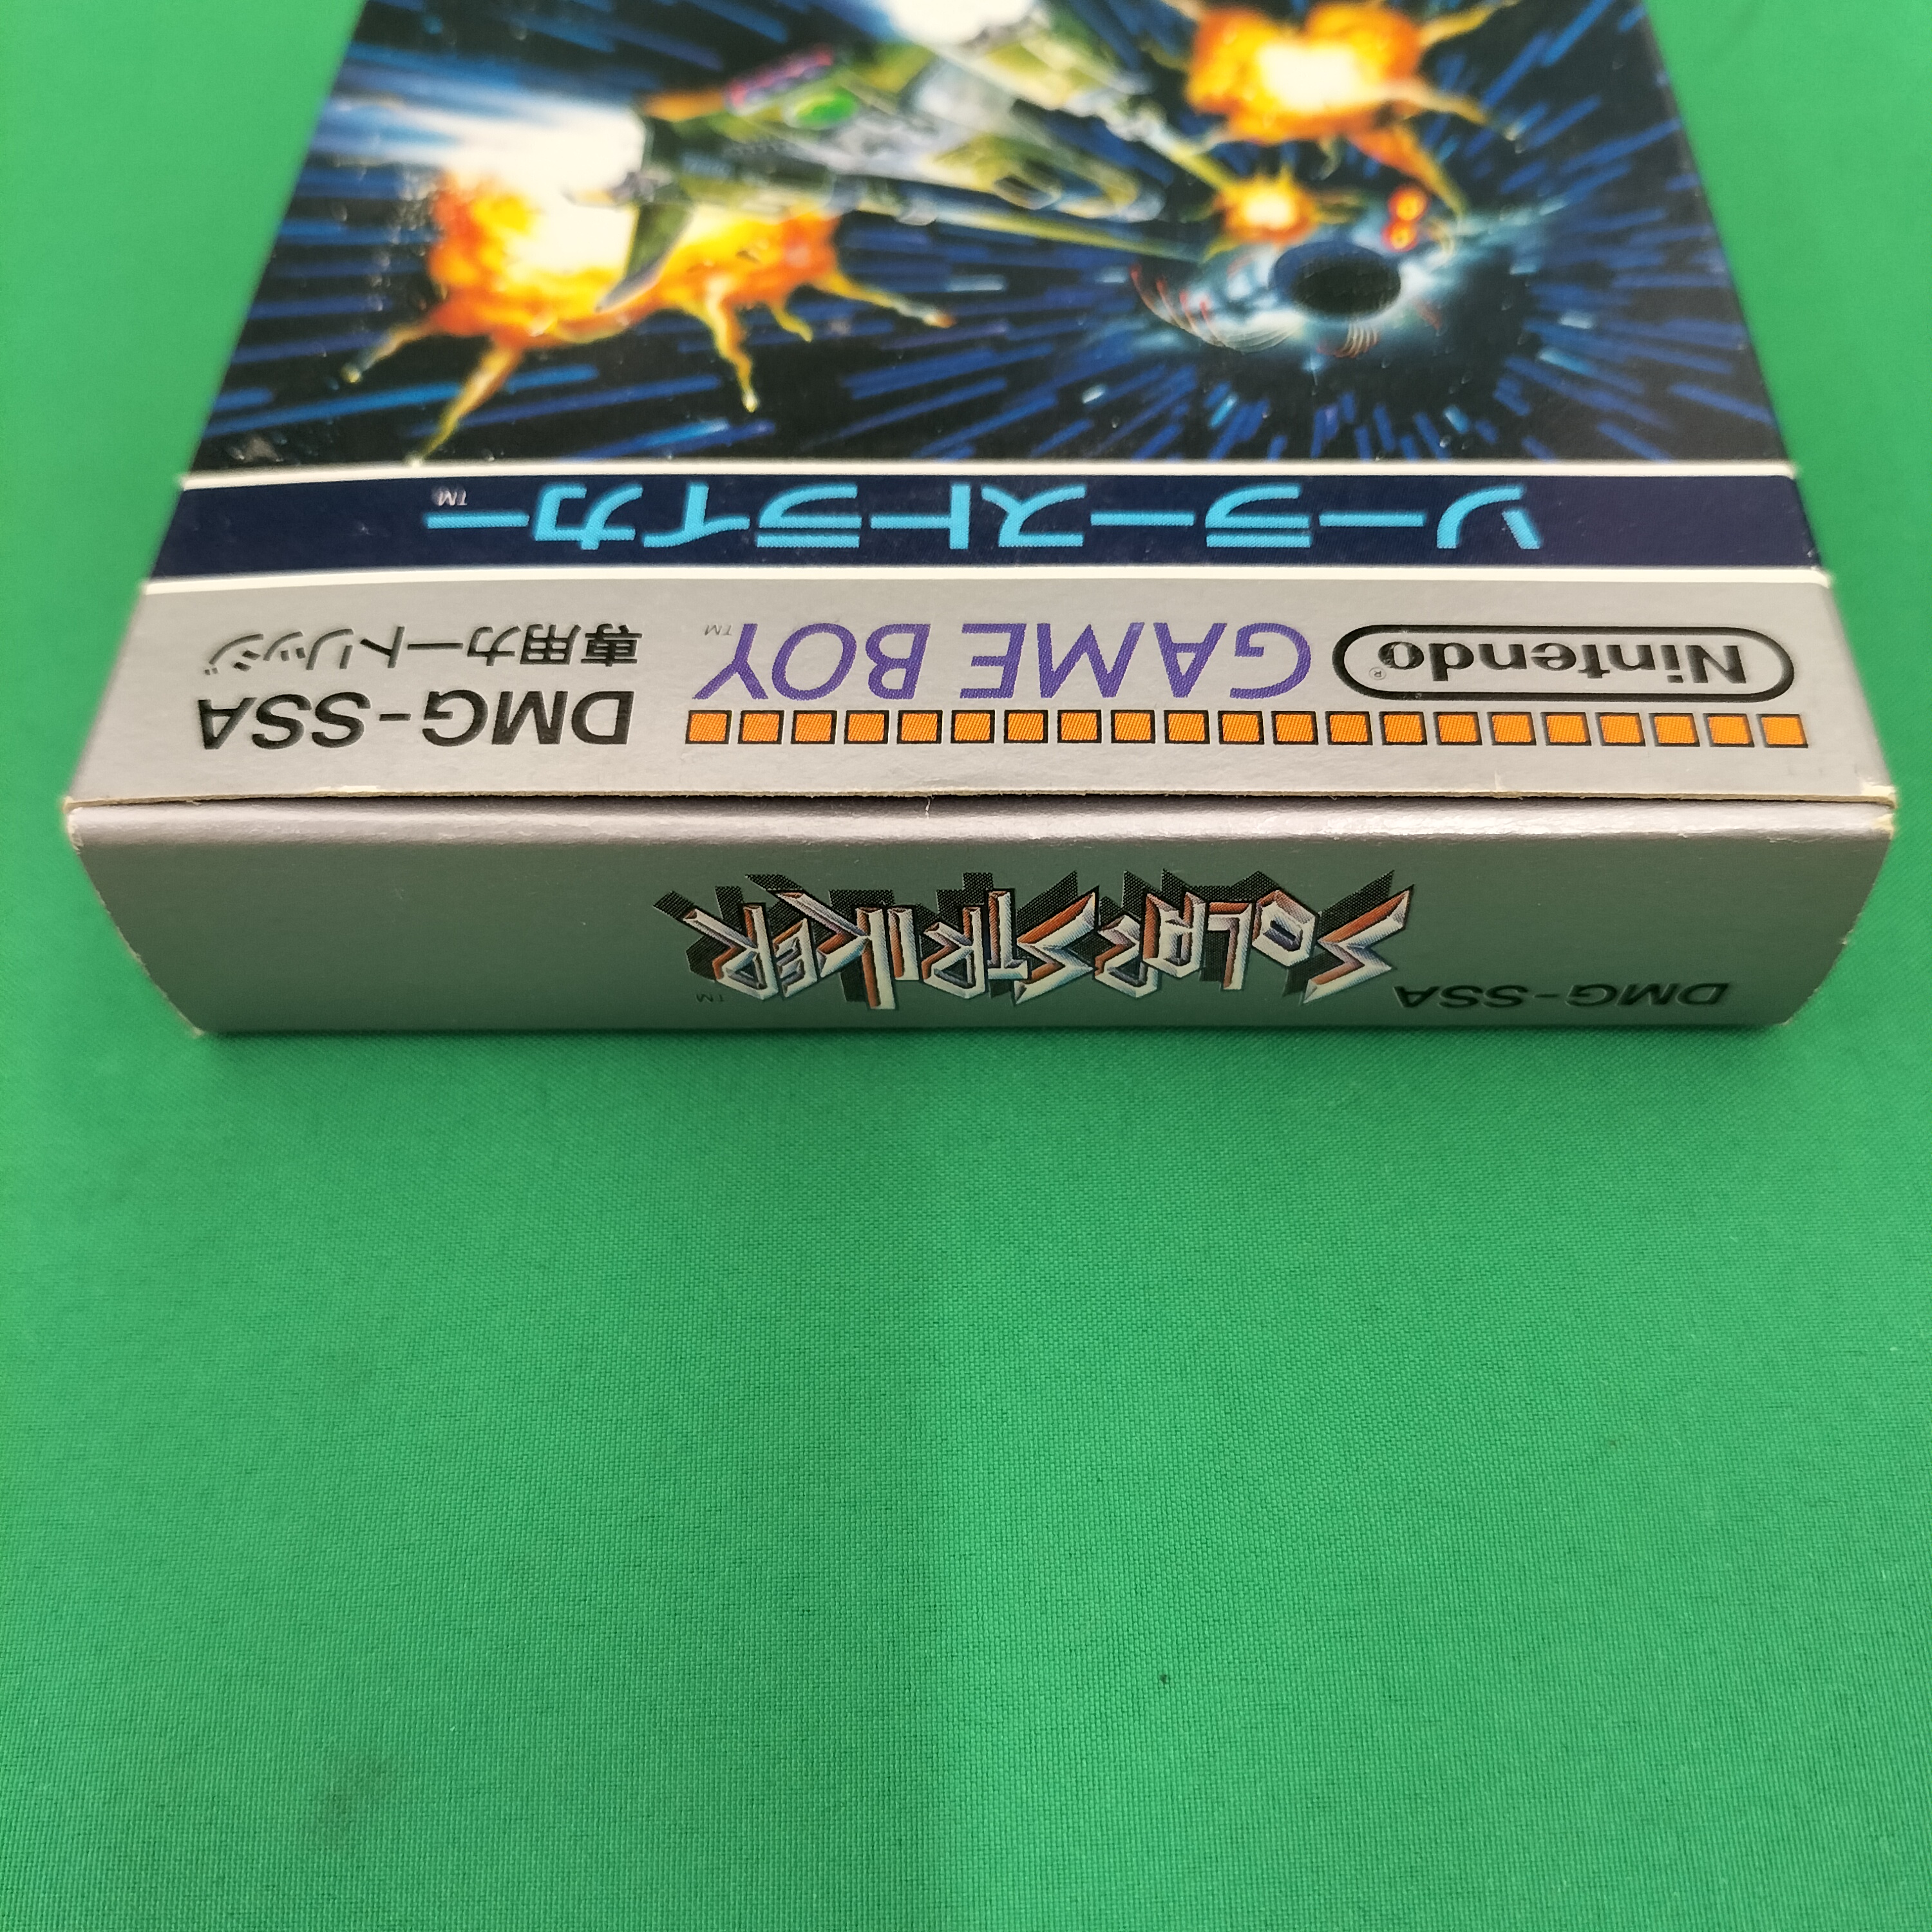 DMG-SSA
SOLAR STRIKER™
Nintendo® GAME BOY™
DMG-SSA
専用カートリッジ
ソーラーストライカー™